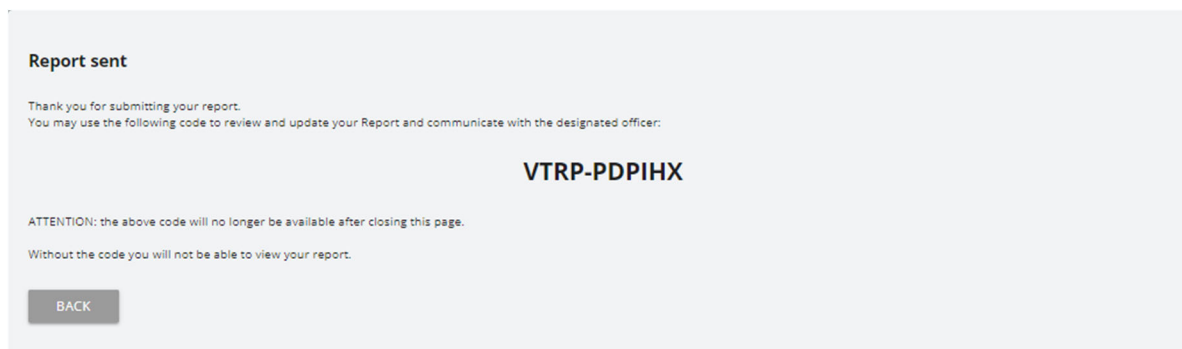 Report sent
Thank you for submitting your report.
You may use the following code to review and update your Report and communicate with the designated officer:
VTRP-PDPIHX
ATTENTION: the above code will no longer be available after closing this page.
Without the code you will not be able to view your report.
BACK